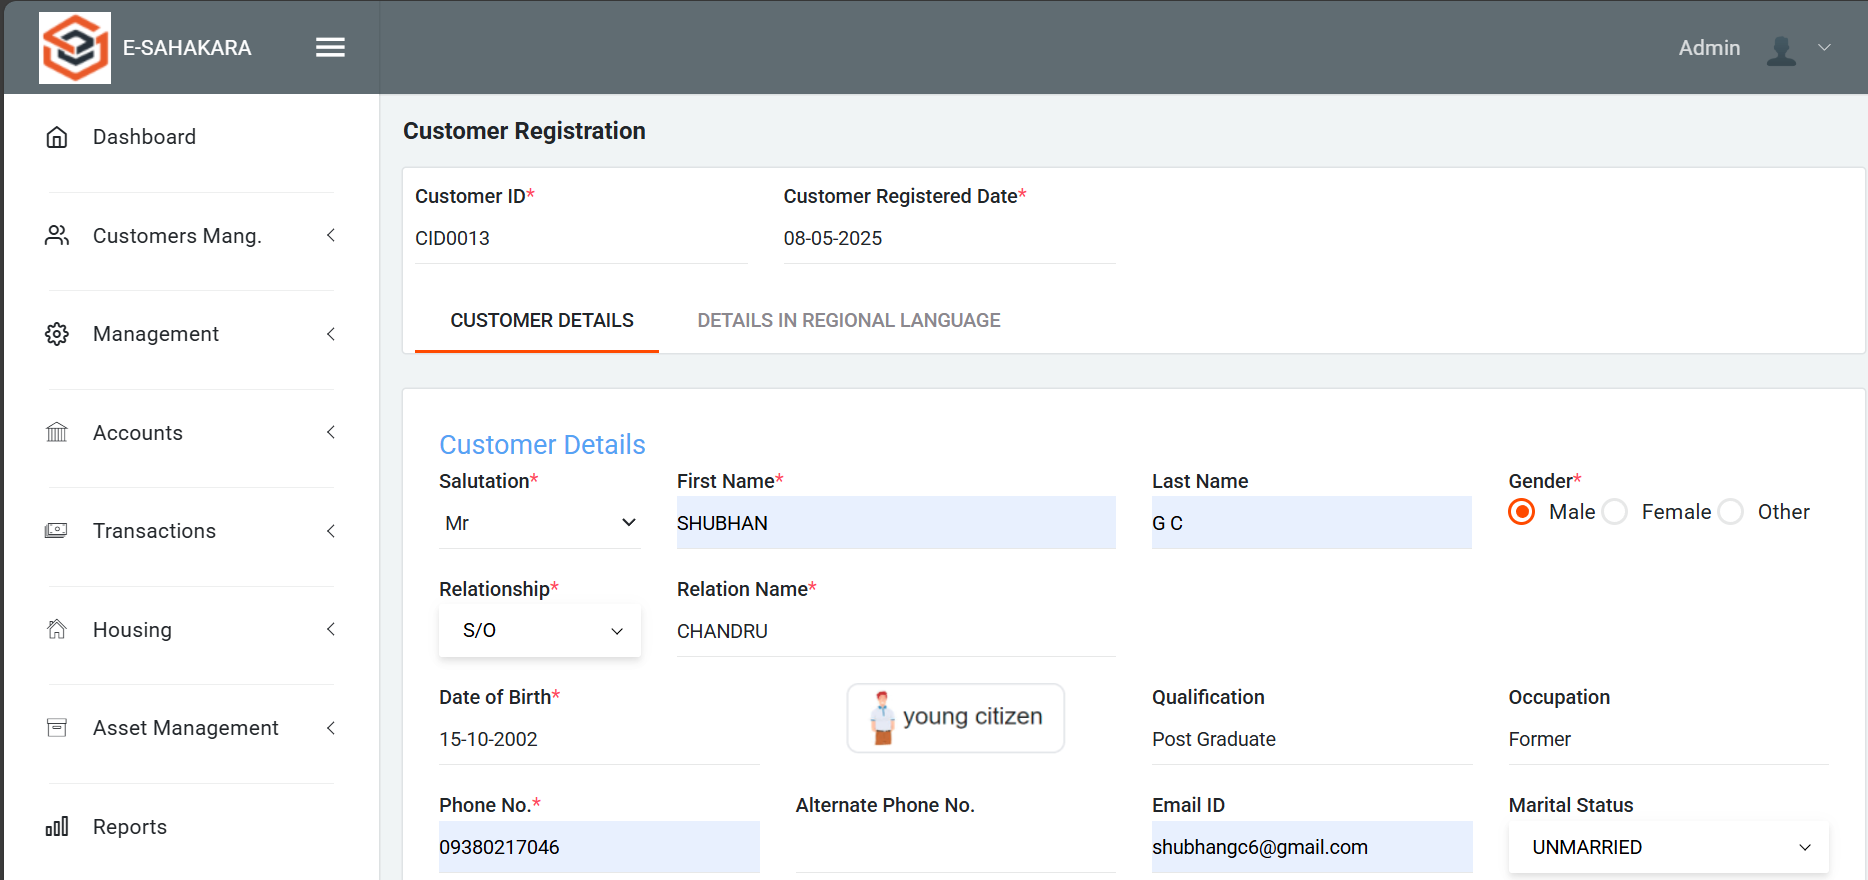 E-SAHAKARA
Admin
Dashboard
Customers Mang.
Management
Accounts
Transactions
Housing
Asset Management
Reports
Customer Registration
Customer ID* Customer Registered Date*
CID0013 08-05-2025
CUSTOMER DETAILS DETAILS IN REGIONAL LANGUAGE
Customer Details
Salutation* First Name* Last Name Gender*
Mr SHUBHAN G C Male Female Other
Relationship* Relation Name*
S/O CHANDRU
Date of Birth* young citizen Qualification Occupation
15-10-2002 Post Graduate Former
Phone No.* Alternate Phone No. Email ID Marital Status
09380217046 shubhangc6@gmail.com UNMARRIED